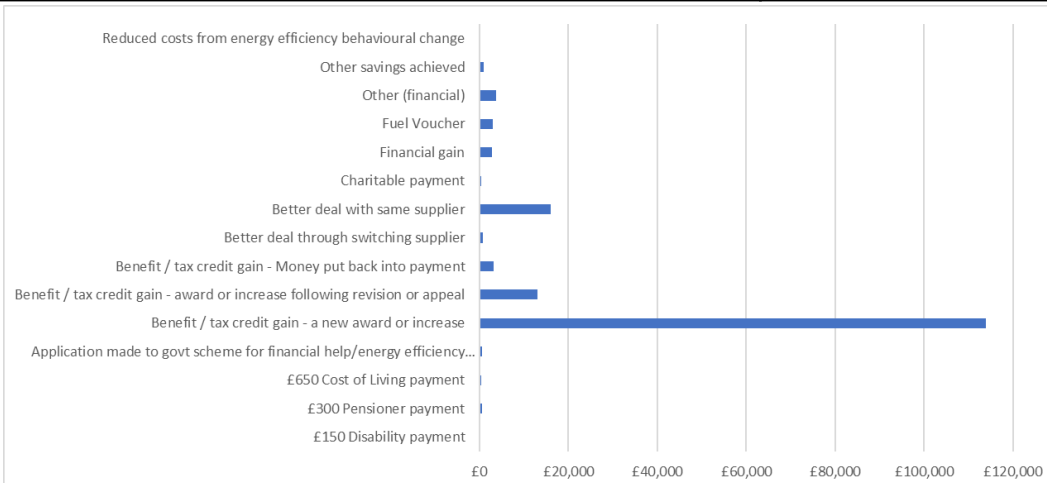 Reduced costs from energy efficiency behavioural change
Other savings achieved
Other (financial)
Fuel Voucher
Financial gain
Charitable payment
Better deal with same supplier
Better deal through switching supplier
Benefit / tax credit gain - Money put back into payment
Benefit / tax credit gain - award or increase following revision or appeal
Benefit / tax credit gain - a new award or increase
Application made to govt scheme for financial help/energy efficiency...
£650 Cost of Living payment
£300 Pensioner payment
£150 Disability payment
£0 £20,000 £40,000 £60,000 £80,000 £100,000 £120,000